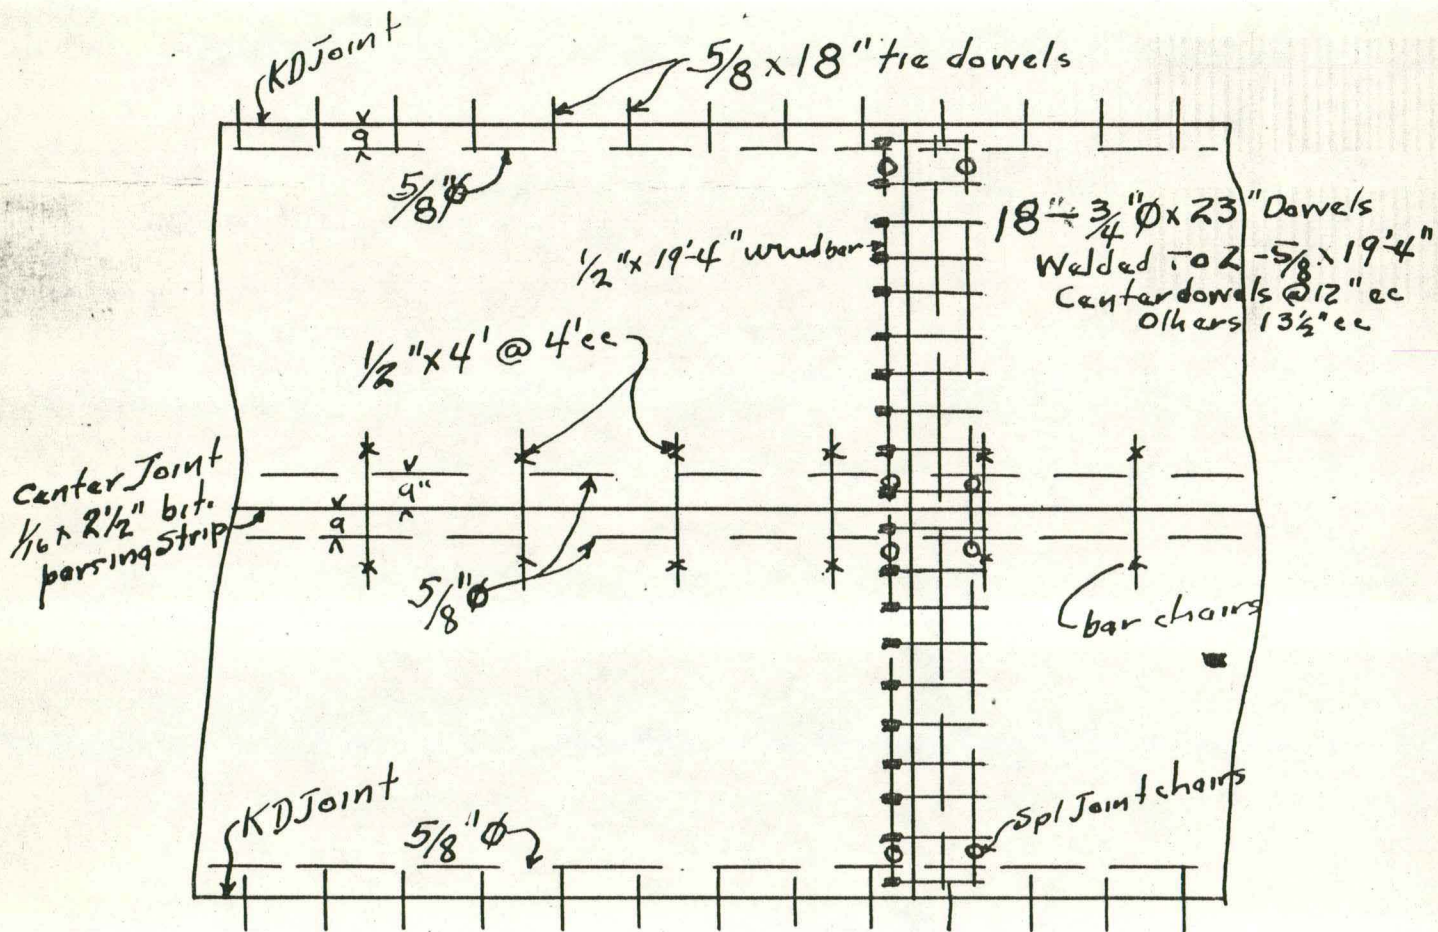 KD Joint
5/8 x 18" tie dowels
9
5/8"ϕ
18" - 3/4"ϕ x 23" Dowels
Welded To 2 - 5/8 x 19'-4"
Center dowels @ 12" cc
Others 13½" cc
1/2" x 19'-4" bar
1/2" x 4' @ 4' cc
Center Joint
1/16 x 2½" bit.
Strip
9"
9
5/8"ϕ
bar chairs
KD Joint
5/8"ϕ
Spl Joint chairs